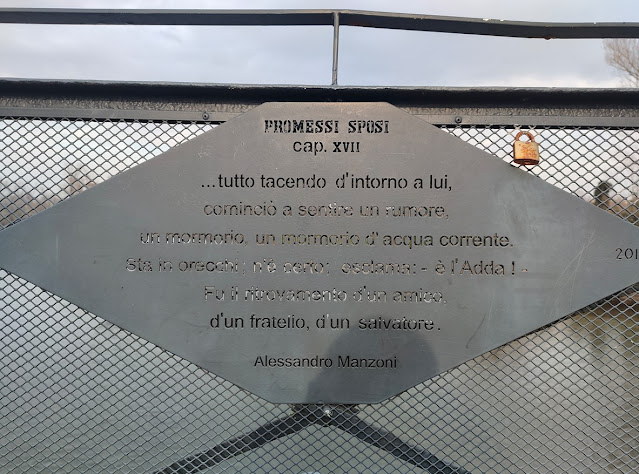 PROMESSI SPOSI
cap. XVII
...tutto tacendo d'intorno a lui,
cominciò a sentire un rumore,
un mormorio, un mormorio d'acqua corrente.
Sta in orecchi; n'è certo; esclama: - è l'Adda ! -
Fu il ritrovamento d'un amico,
d'un fratello, d'un salvatore.
Alessandro Manzoni